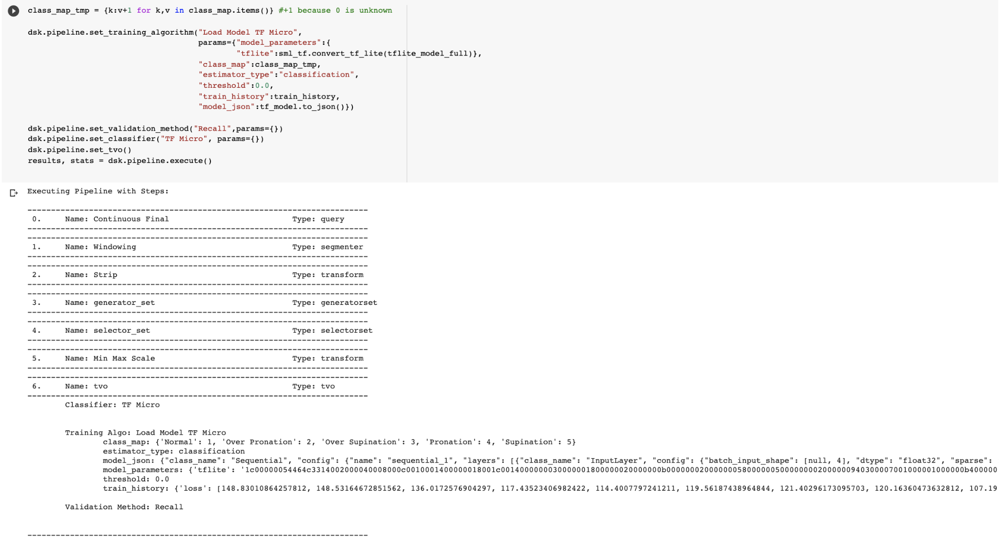 class_map_tmp = {k:v+1 for k,v in class_map.items()} #+1 because 0 is unknown
dsk.pipeline.set_training_algorithm("Load Model TF Micro",
params={"model_parameters":{
"tflite":sml_tf.convert_tf_lite(tflite_model_full)},
"class_map":class_map_tmp,
"estimator_type":"classification",
"threshold":0.0,
"train_history":train_history,
"model_json":tf_model.to_json()})
dsk.pipeline.set_validation_method("Recall",params={})
dsk.pipeline.set_classifier("TF Micro", params={})
dsk.pipeline.set_tvo()
results, stats = dsk.pipeline.execute()
Executing Pipeline with Steps:
------------------------------------------------------------------------
0. Name: Continuous Final Type: query
------------------------------------------------------------------------
------------------------------------------------------------------------
1. Name: Windowing Type: segmenter
------------------------------------------------------------------------
------------------------------------------------------------------------
2. Name: Strip Type: transform
------------------------------------------------------------------------
------------------------------------------------------------------------
3. Name: generator_set Type: generatorset
------------------------------------------------------------------------
------------------------------------------------------------------------
4. Name: selector_set Type: selectorset
------------------------------------------------------------------------
------------------------------------------------------------------------
5. Name: Min Max Scale Type: transform
------------------------------------------------------------------------
------------------------------------------------------------------------
6. Name: tvo Type: tvo
------------------------------------------------------------------------
Classifier: TF Micro
Training Algo: Load Model TF Micro
class_map: {'Normal': 1, 'Over Pronation': 2, 'Over Supination': 3, 'Pronation': 4, 'Supination': 5}
estimator_type: classification
model_json: {"class_name": "Sequential", "config": {"name": "sequential_1", "layers": [{"class_name": "InputLayer", "config": {"batch_input_shape": [null, 4], "dtype": "float32", "sparse":
model_parameters: {'tflite':
threshold: 0.0
train_history: {'loss': [148.83010864257812, 148.53164672851562, 136.0172576904297, 117.43523406982422, 114.4007797241211, 119.56187438964844, 121.40296173095703, 120.16360473632812, 107.19
Validation Method: Recall
------------------------------------------------------------------------